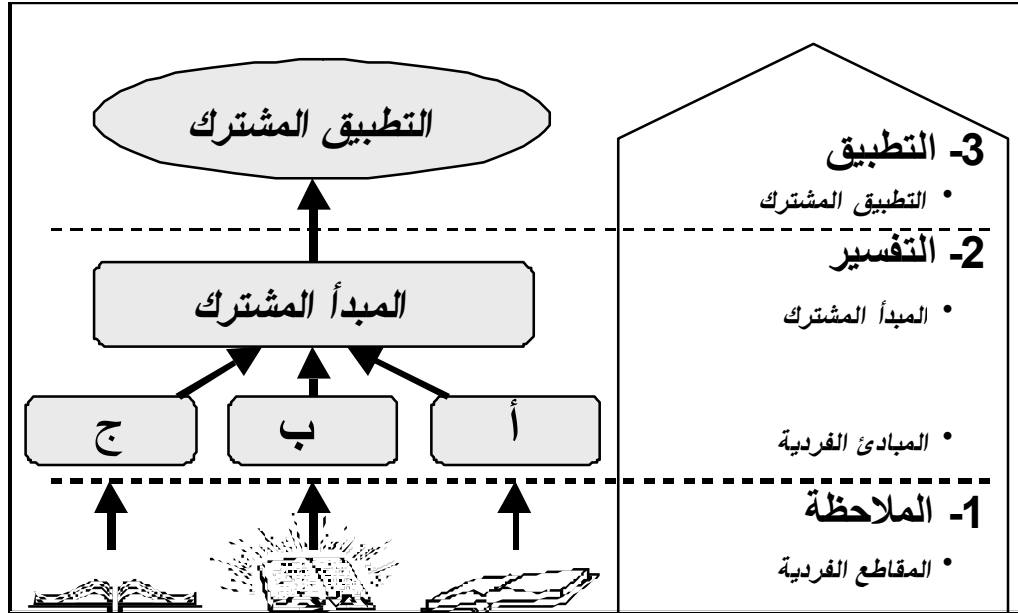 التطبيق المشترك
3- التطبيق
• التطبيق المشترك
2- التفسير
المبدأ المشترك
• المبدأ المشترك
أ
ب
ج
• المبادئ الفردية
1- الملاحظة
• المقاطع الفردية